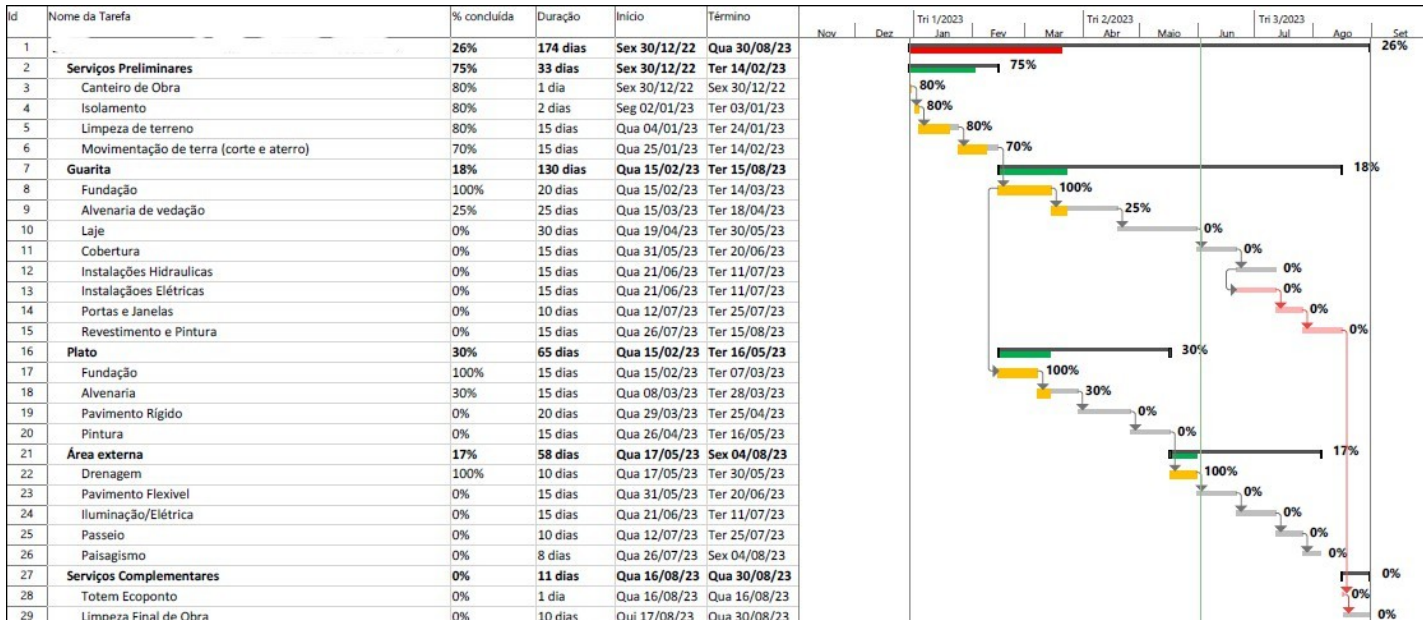 Id Nome da Tarefa % concluída Duração Início Término
Tri 1/2023 Tri 2/2023 Tri 3/2023
Nov Dez Jan Fev Mar Abr Maio Jun Jul Ago Set
1 26% 174 dias Sex 30/12/22 Qua 30/08/23 26%
2 Serviços Preliminares 75% 33 dias Sex 30/12/22 Ter 14/02/23 75%
3 Canteiro de Obra 80% 1 dia Sex 30/12/22 Sex 30/12/22 80%
4 Isolamento 80% 2 dias Seg 02/01/23 Ter 03/01/23 80%
5 Limpeza de terreno 80% 15 dias Qua 04/01/23 Ter 24/01/23 80%
6 Movimentação de terra (corte e aterro) 70% 15 dias Qua 25/01/23 Ter 14/02/23 70%
7 Guarita 18% 130 dias Qua 15/02/23 Ter 15/08/23 18%
8 Fundação 100% 20 dias Qua 15/02/23 Ter 14/03/23 100%
9 Alvenaria de vedação 25% 25 dias Qua 15/03/23 Ter 18/04/23 25%
10 Laje 0% 30 dias Qua 19/04/23 Ter 30/05/23 0%
11 Cobertura 0% 15 dias Qua 31/05/23 Ter 20/06/23 0%
12 Instalações Hidraulicas 0% 15 dias Qua 21/06/23 Ter 11/07/23 0%
13 Instalaçãoes Elétricas 0% 15 dias Qua 21/06/23 Ter 11/07/23 0%
14 Portas e Janelas 0% 10 dias Qua 12/07/23 Ter 25/07/23 0%
15 Revestimento e Pintura 0% 15 dias Qua 26/07/23 Ter 15/08/23 0%
16 Plato 30% 65 dias Qua 15/02/23 Ter 16/05/23 30%
17 Fundação 100% 15 dias Qua 15/02/23 Ter 07/03/23 100%
18 Alvenaria 30% 15 dias Qua 08/03/23 Ter 28/03/23 30%
19 Pavimento Rígido 0% 20 dias Qua 29/03/23 Ter 25/04/23 0%
20 Pintura 0% 15 dias Qua 26/04/23 Ter 16/05/23 0%
21 Área externa 17% 58 dias Qua 17/05/23 Sex 04/08/23 17%
22 Drenagem 100% 10 dias Qua 17/05/23 Ter 30/05/23 100%
23 Pavimento Flexivel 0% 15 dias Qua 31/05/23 Ter 20/06/23 0%
24 Iluminação/Elétrica 0% 15 dias Qua 21/06/23 Ter 11/07/23 0%
25 Passeio 0% 10 dias Qua 12/07/23 Ter 25/07/23 0%
26 Paisagismo 0% 8 dias Qua 26/07/23 Sex 04/08/23 0%
27 Serviços Complementares 0% 11 dias Qua 16/08/23 Qua 30/08/23 0%
28 Totem Ecoponto 0% 1 dia Qua 16/08/23 Qua 16/08/23 0%
29 Limpeza Final de Obra 0% 10 dias Qui 17/08/23 Qua 30/08/23 0%